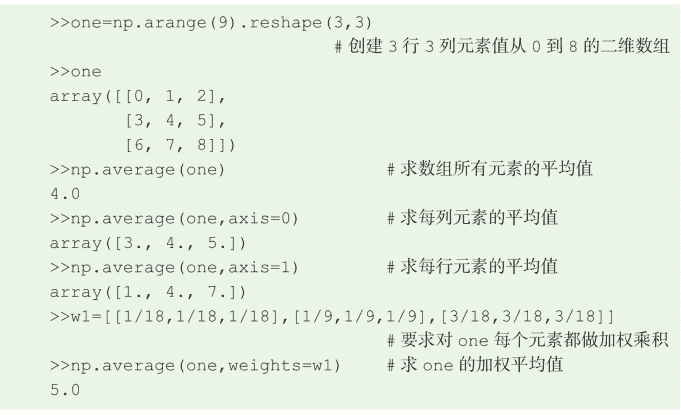 >>one=np.arange(9).reshape(3,3)
#创建3行3列元素值从0到8的二维数组
>>one
array([[0, 1, 2],
[3, 4, 5],
[6, 7, 8]])
>>np.average(one) #求数组所有元素的平均值
4.0
>>np.average(one,axis=0) #求每列元素的平均值
array([3., 4., 5.])
>>np.average(one,axis=1) #求每行元素的平均值
array([1., 4., 7.])
>>w1=[[1/18,1/18,1/18],[1/9,1/9,1/9],[3/18,3/18,3/18]]
#要求对one每个元素都做加权乘积
>>np.average(one,weights=w1) #求one的加权平均值
5.0